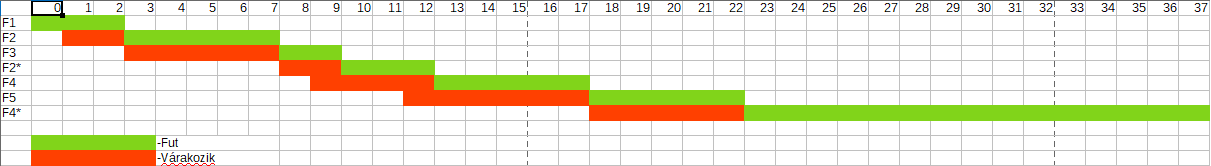 0 1 2 3 4 5 6 7 8 9 10 11 12 13 14 15 16 17 18 19 20 21 22 23 24 25 26 27 28 29 30 31 32 33 34 35 36 37
F1
F2
F3
F2*
F4
F5
F4*
-Fut
-Várakozik